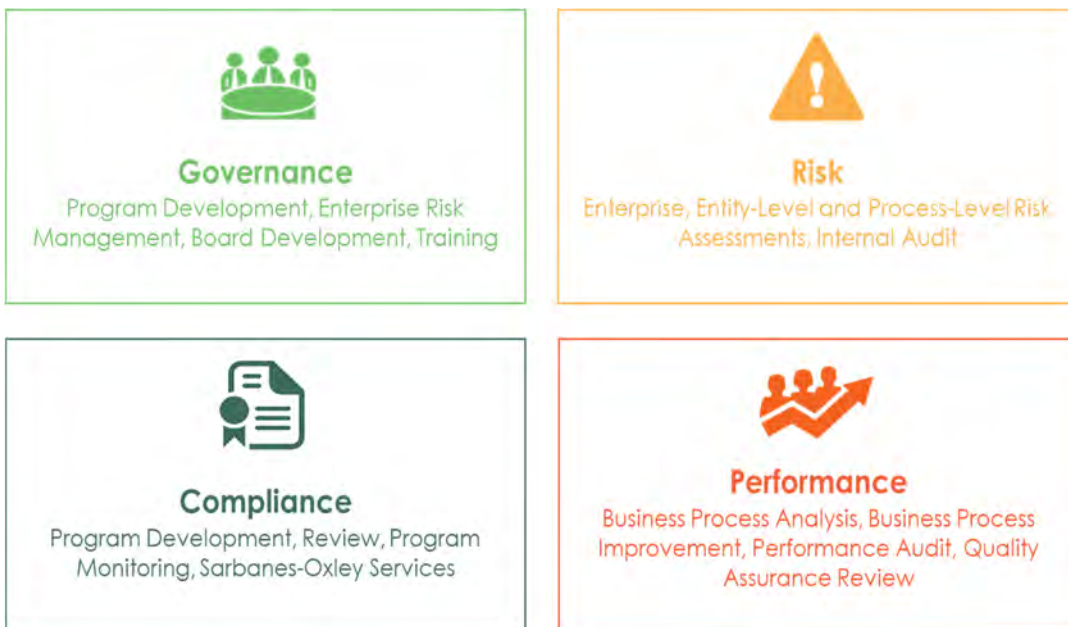 Governance
Program Development, Enterprise Risk
Management, Board Development, Training
Risk
Enterprise, Entity-Level and Process-Level Risk
Assessments, Internal Audit
Compliance
Program Development, Review, Program
Monitoring, Sarbanes-Oxley Services
Performance
Business Process Analysis, Business Process
Improvement, Performance Audit, Quality
Assurance Review